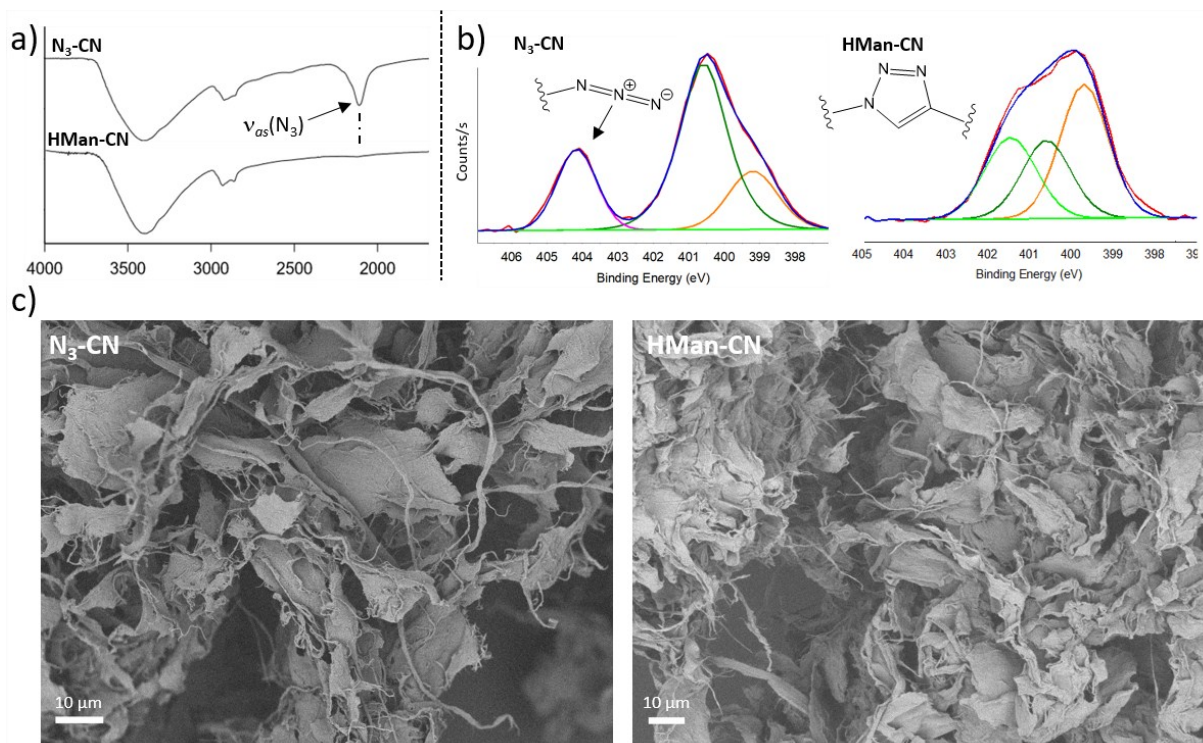 a)
N₃-CN
νas(N₃)
HMan-CN
4000 3500 3000 2500 2000
b)
N₃-CN
N N⊕ N⊖
Counts/s
406 405 404 403 402 401 400 399 398
Binding Energy (eV)
HMan-CN
N N
N
405 404 403 402 401 400 399 398 39
Binding Energy (eV)
c)
N₃-CN
10 µm
HMan-CN
10 µm